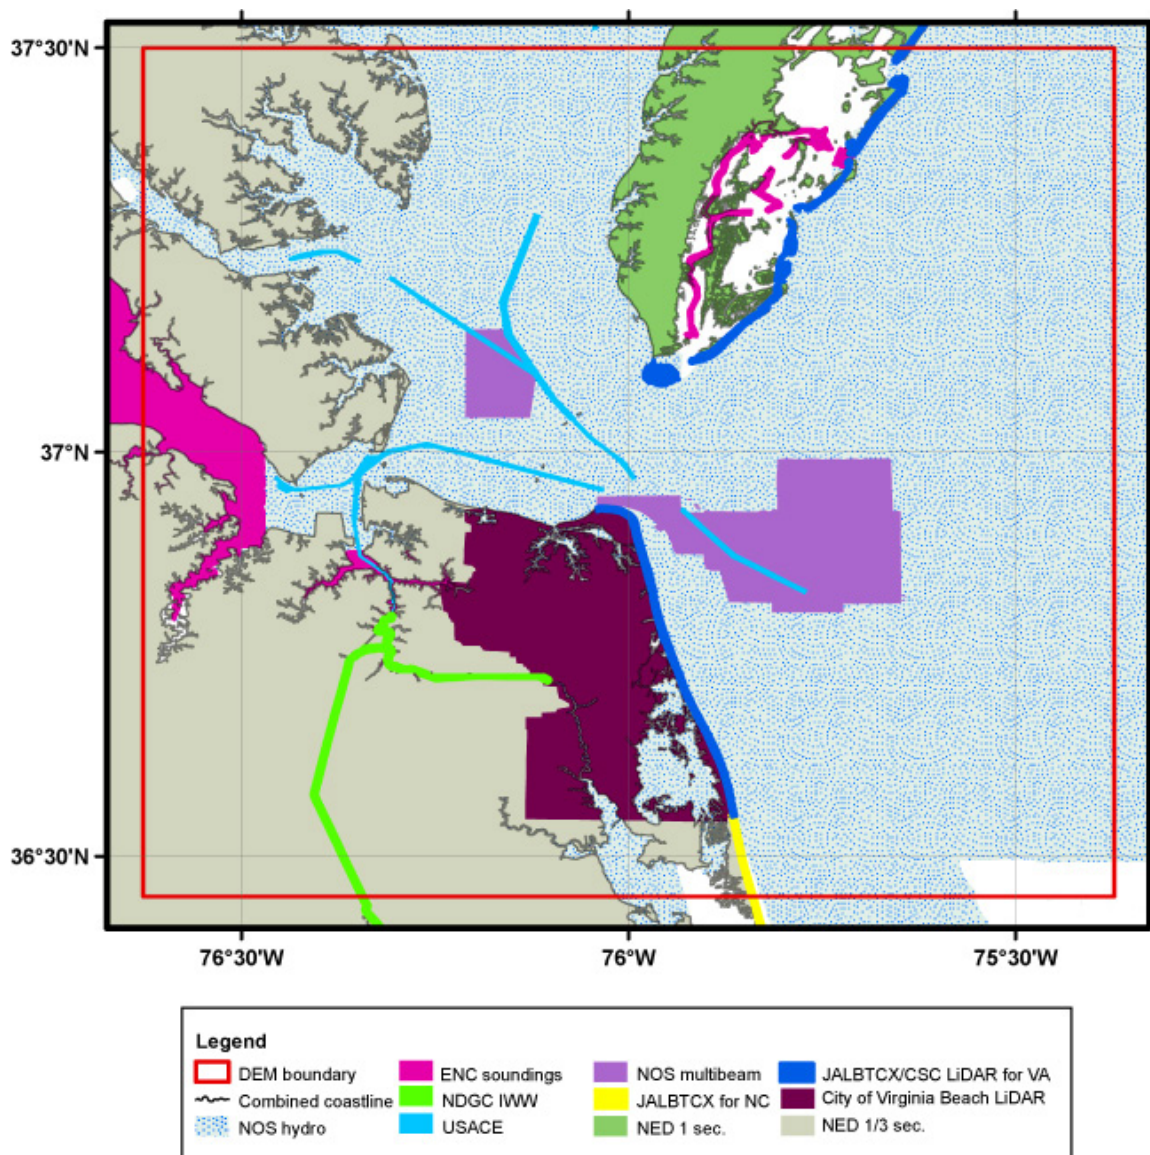 37°30'N
37°N
36°30'N
76°30'W 76°W 75°30'W
Legend
DEM boundary ENC soundings NOS multibeam JALBTCX/CSC LiDAR for VA
Combined coastline NDGC IWW JALBTCX for NC City of Virginia Beach LiDAR
NOS hydro USACE NED 1 sec. NED 1/3 sec.